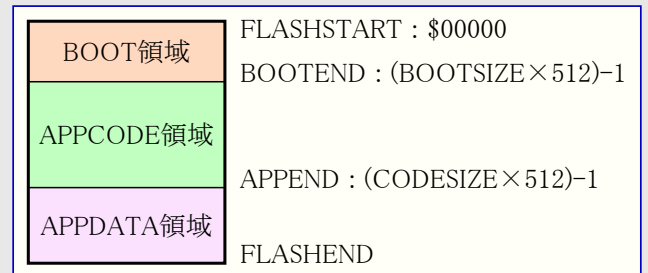 BOOT領域
FLASHSTART : $00000
BOOTEND : (BOOTSIZE×512)-1
APPCODE領域
APPEND : (CODESIZE×512)-1
APPDATA領域
FLASHEND